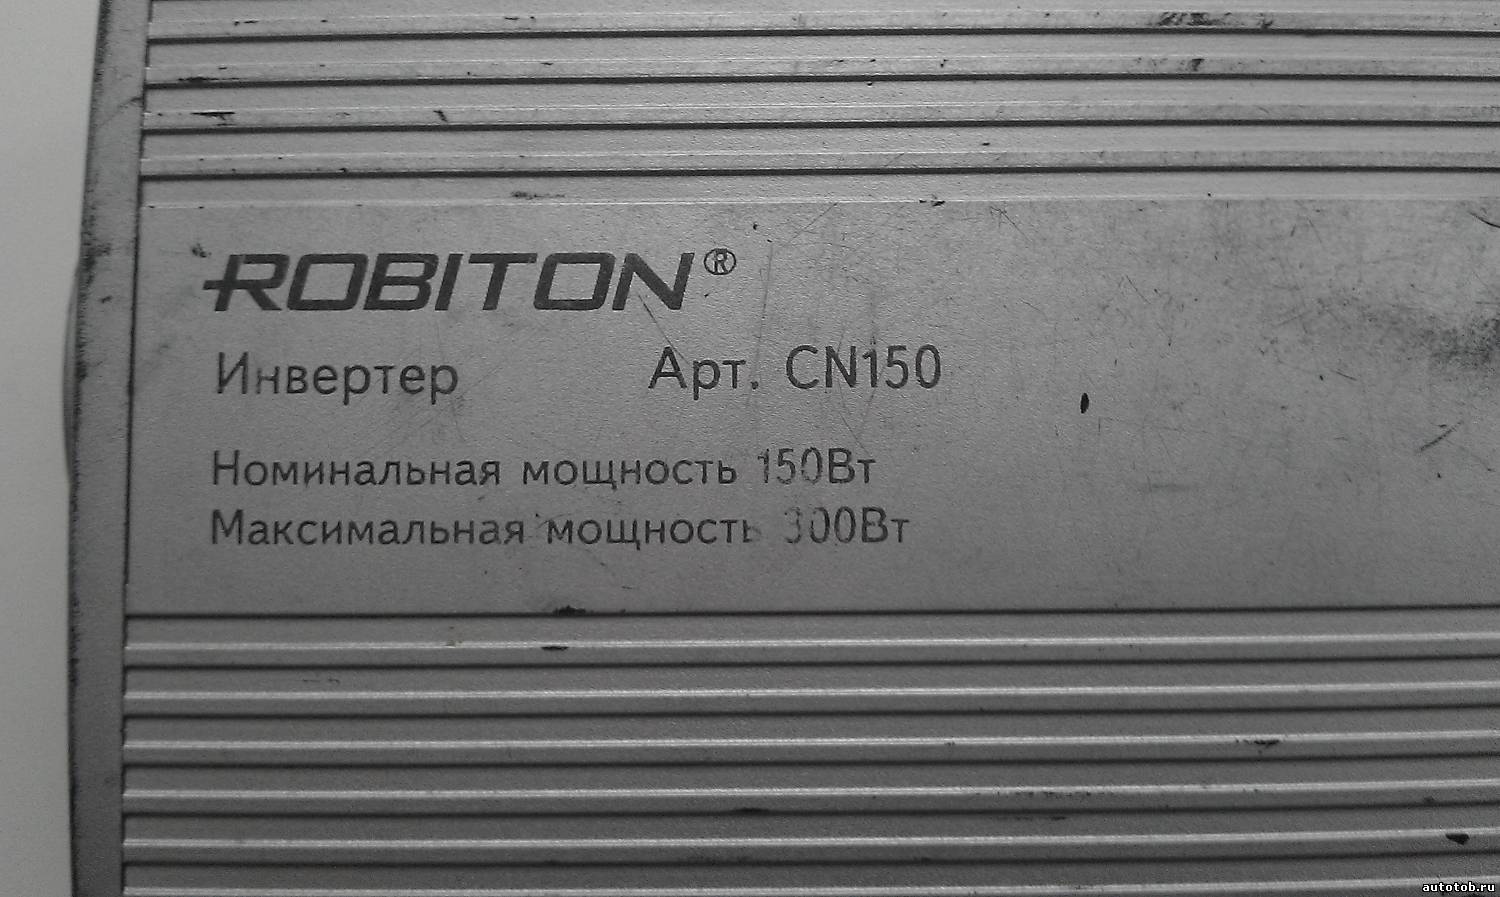 ROBITON®
Инвертер Арт. CN150
Номинальная мощность 150Вт
Максимальная мощность 300Вт
autotob.ru